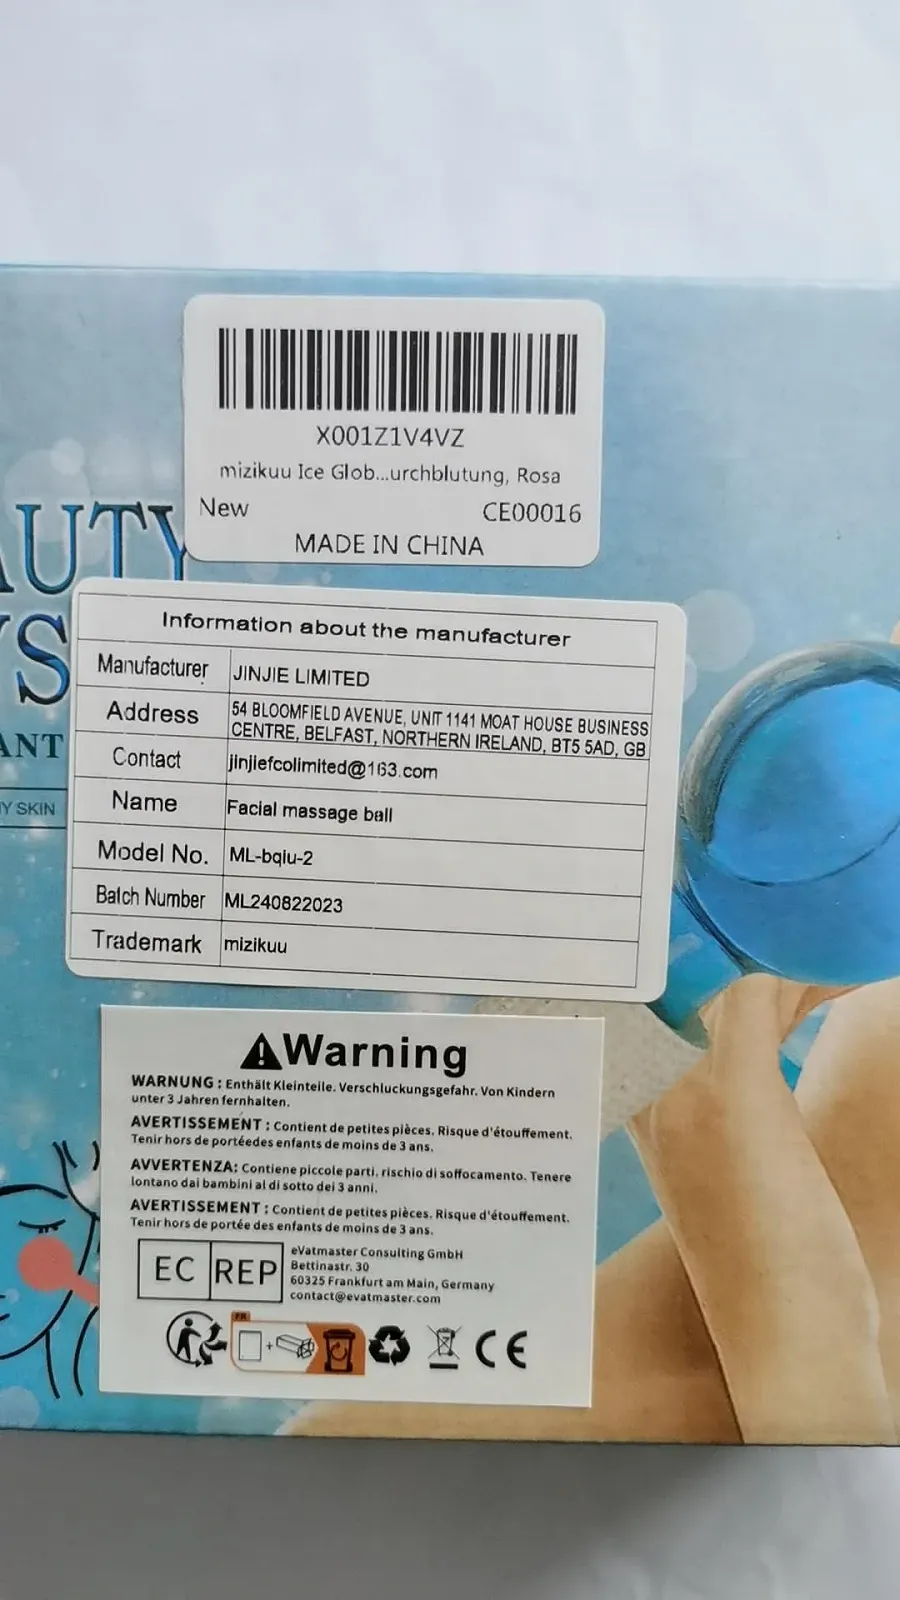 X001Z1V4VZ
mizikuu Ice Glob...urchblutung, Rosa
New CE00016
MADE IN CHINA
AUTY
S
ANT
Y SKIN
Information about the manufacturer
Manufacturer JINJIE LIMITED
Address 54 BLOOMFIELD AVENUE, UNIT 1141 MOAT HOUSE BUSINESS
CENTRE, BELFAST, NORTHERN IRELAND, BT5 5AD, GB
Contact jinjiefcolimited@163.com
Name Facial massage ball
Model No. ML-bqiu-2
Batch Number ML240822023
Trademark mizikuu
Warning
WARNUNG : Enthält Kleinteile. Verschluckungsgefahr. Von Kindern
unter 3 Jahren fernhalten.
AVERTISSEMENT : Contient de petites pièces. Risque d'étouffement.
Tenir hors de portéedes enfants de moins de 3 ans.
AVVERTENZA: Contiene piccole parti. rischio di soffocamento. Tenere
lontano dai bambini al di sotto dei 3 anni.
AVERTISSEMENT : Contient de petites pièces. Risque d'étouffement.
Tenir hors de portée des enfants de moins de 3 ans.
EC REP
eVatmaster Consulting GmbH
Bettinastr. 30
60325 Frankfurt am Main, Germany
contact@evatmaster.com
FR
CE